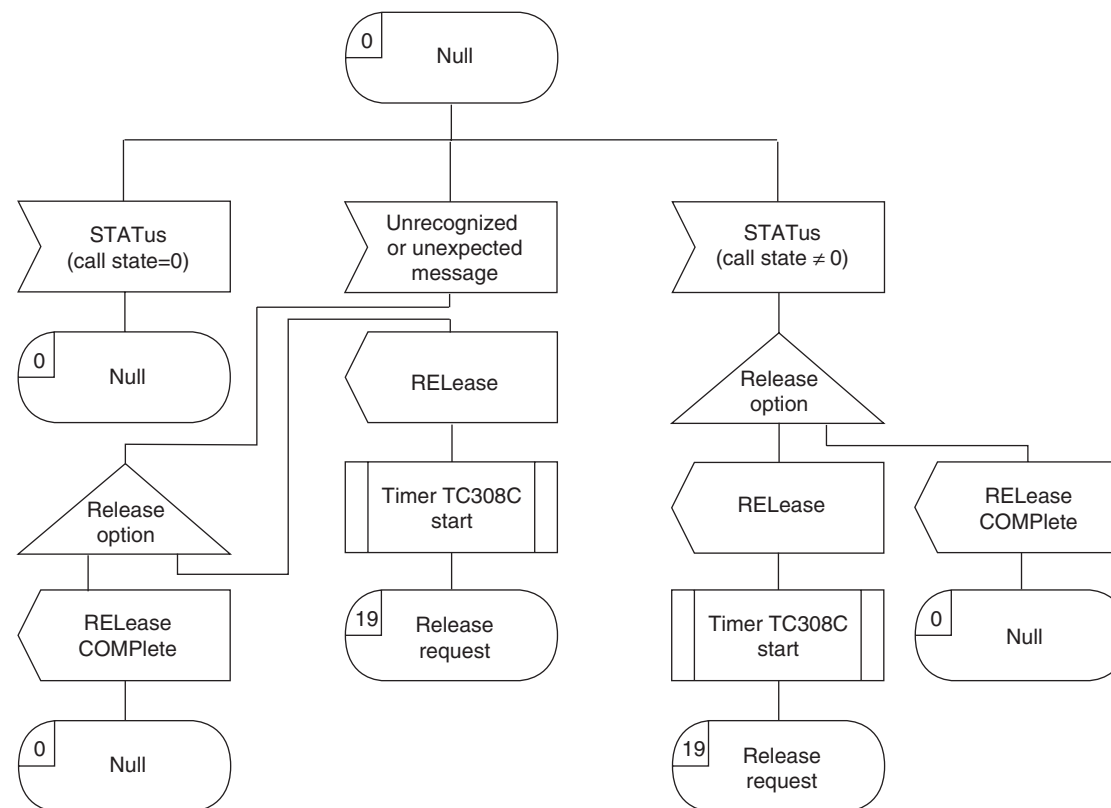 0
Null
STATus
(call state=0)
Unrecognized
or unexpected
message
STATus
(call state ≠ 0)
0
Null
RELease
Release
option
Release
option
Timer TC308C
start
RELease
RELease
COMPlete
RELease
COMPlete
19
Release
request
Timer TC308C
start
0
Null
0
Null
19
Release
request